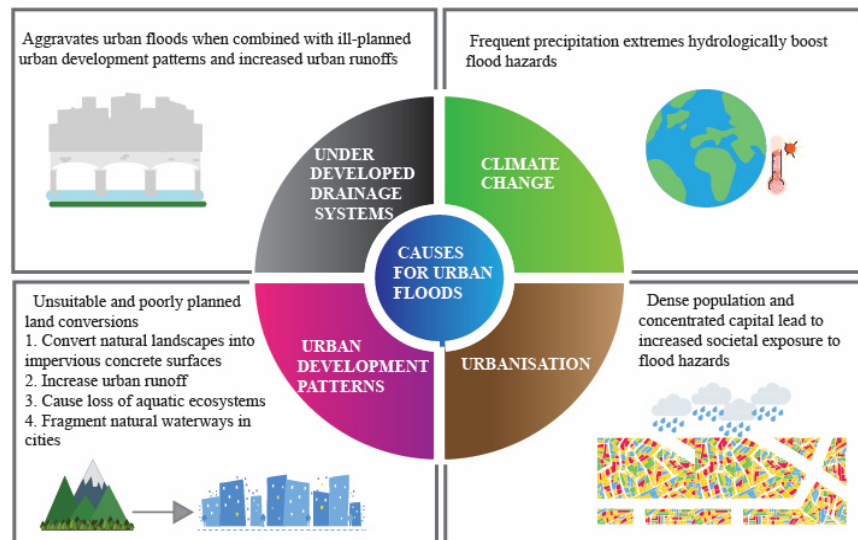 Aggravates urban floods when combined with ill-planned
urban development patterns and increased urban runoffs
Frequent precipitation extremes hydrologically boost
flood hazards
UNDER
DEVELOPED
DRAINAGE
SYSTEMS
CLIMATE
CHANGE
CAUSES
FOR URBAN
FLOODS
Unsuitable and poorly planned
land conversions
1. Convert natural landscapes into
impervious concrete surfaces
2. Increase urban runoff
3. Cause loss of aquatic ecosystems
4. Fragment natural waterways in
cities
URBAN
DEVELOPMENT
PATTERNS
URBANISATION
Dense population and
concentrated capital lead to
increased societal exposure to
flood hazards